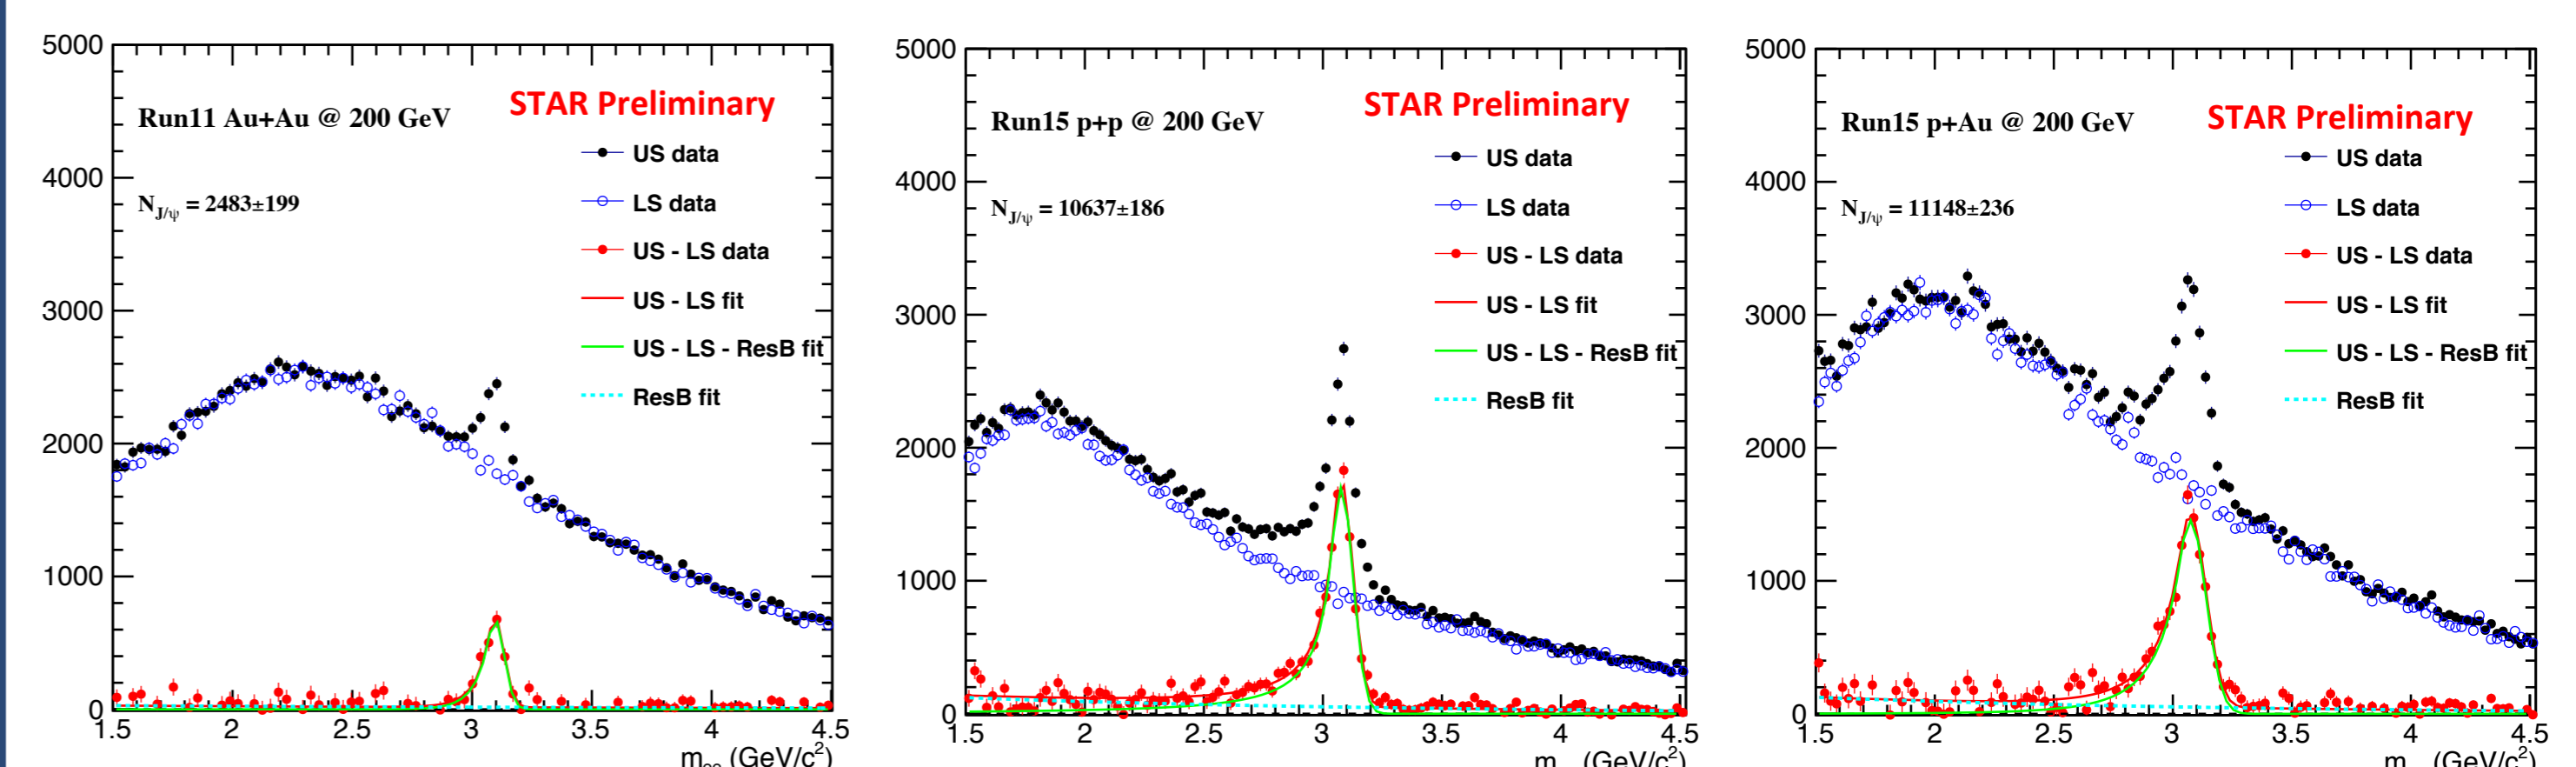 5000
4000
3000
2000
1000
0
Run11 Au+Au @ 200 GeV
STAR Preliminary
N_{J/ψ} = 2483±199
US data
LS data
US - LS data
US - LS fit
US - LS - ResB fit
ResB fit
1.5 2 2.5 3 3.5 4 4.5
m_{ee} (GeV/c²)
5000
4000
3000
2000
1000
0
Run15 p+p @ 200 GeV
STAR Preliminary
N_{J/ψ} = 10637±186
US data
LS data
US - LS data
US - LS fit
US - LS - ResB fit
ResB fit
1.5 2 2.5 3 3.5 4 4.5
m (GeV/c²)
5000
4000
3000
2000
1000
0
Run15 p+Au @ 200 GeV
STAR Preliminary
N_{J/ψ} = 11148±236
US data
LS data
US - LS data
US - LS fit
US - LS - ResB fit
ResB fit
1.5 2 2.5 3 3.5 4 4.5
m (GeV/c²)